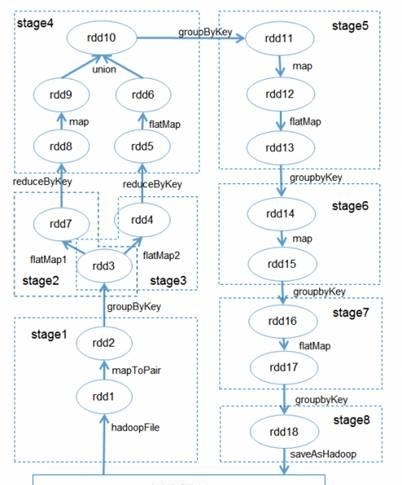 stage4
rdd10
groupByKey
rdd11
stage5
union
map
rdd9
rdd6
rdd12
map
flatMap
flatMap
rdd8
rdd5
rdd13
reduceByKey
reduceByKey
groupbyKey
rdd7
rdd4
rdd14
stage6
map
flatMap1
flatMap2
rdd3
rdd15
stage2
stage3
groupbyKey
groupByKey
rdd16
stage7
stage1
rdd2
flatMap
mapToPair
rdd17
rdd1
groupbyKey
stage8
hadoopFile
rdd18
saveAsHadoop